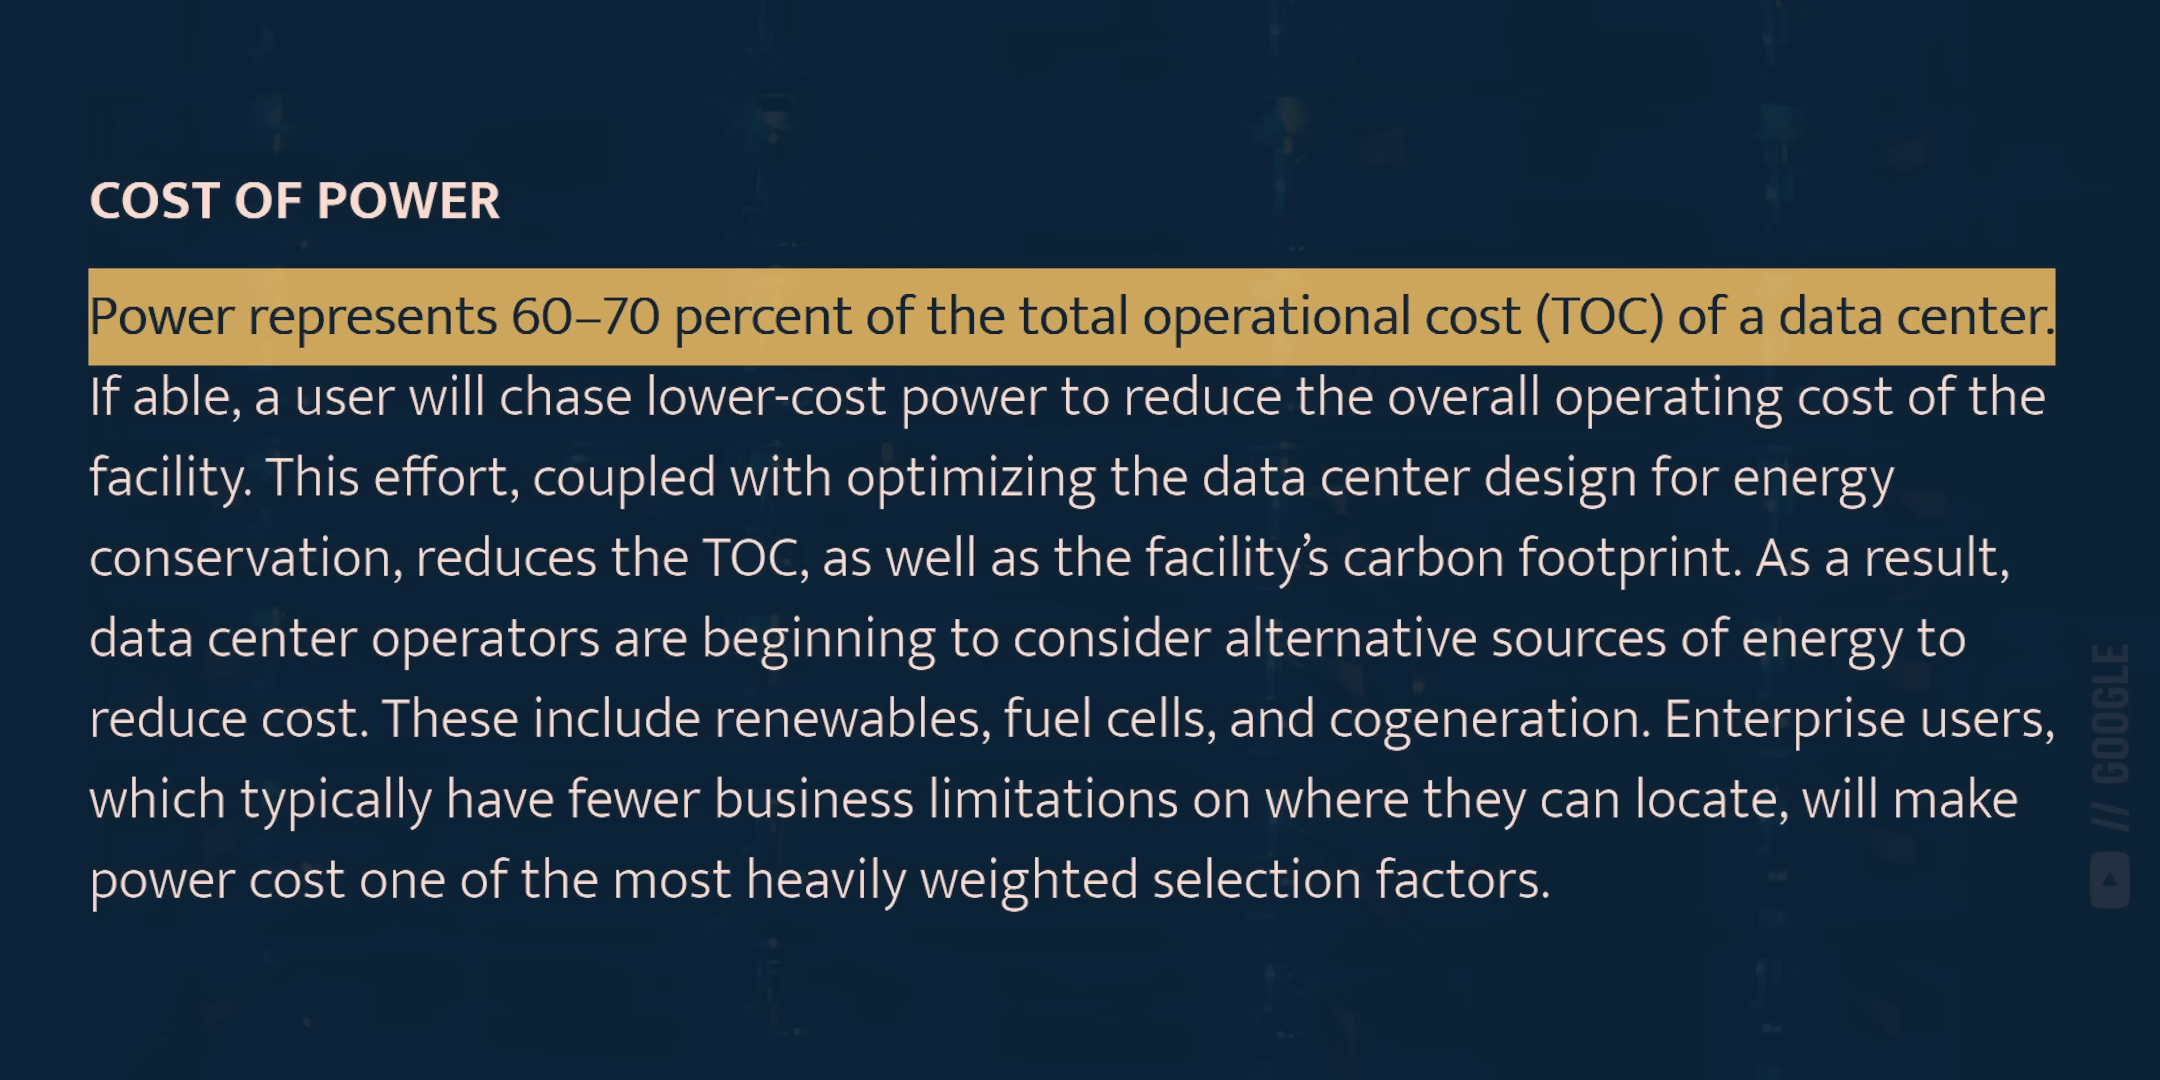 COST OF POWER
Power represents 60–70 percent of the total operational cost (TOC) of a data center.
If able, a user will chase lower-cost power to reduce the overall operating cost of the
facility. This effort, coupled with optimizing the data center design for energy
conservation, reduces the TOC, as well as the facility’s carbon footprint. As a result,
data center operators are beginning to consider alternative sources of energy to
reduce cost. These include renewables, fuel cells, and cogeneration. Enterprise users,
which typically have fewer business limitations on where they can locate, will make
power cost one of the most heavily weighted selection factors.
// GOOGLE